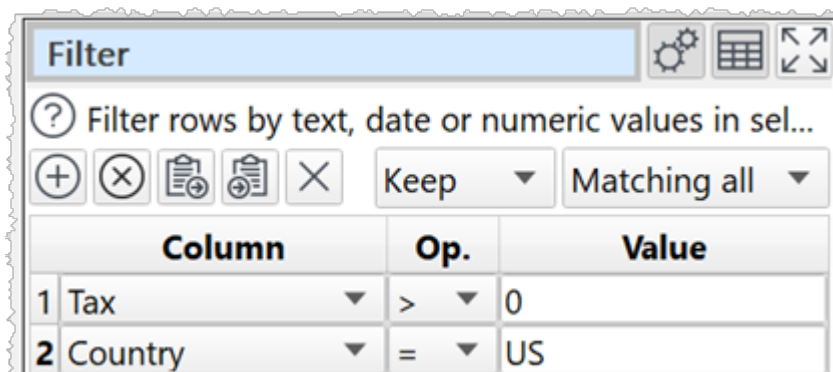 Filter
? Filter rows by text, date or numeric values in sel...
Keep Matching all
Column Op. Value
1 Tax > 0
2 Country = US